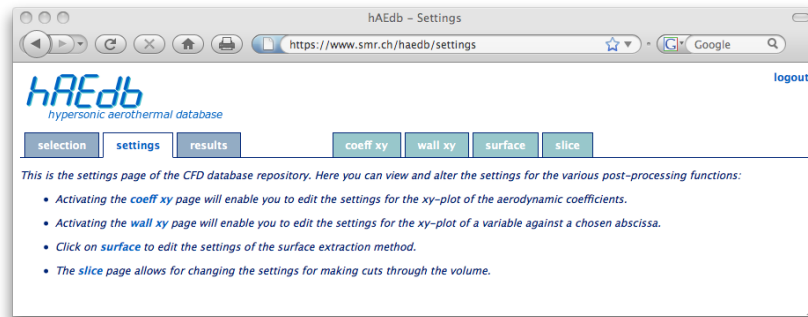 hAEdb - Settings
https://www.smr.ch/haedb/settings
G Google
logout
hAEdb
hypersonic aerothermal database
selection settings results coeff xy wall xy surface slice
This is the settings page of the CFD database repository. Here you can view and alter the settings for the various post-processing functions:
• Activating the coeff xy page will enable you to edit the settings for the xy-plot of the aerodynamic coefficients.
• Activating the wall xy page will enable you to edit the settings for the xy-plot of a variable against a chosen abscissa.
• Click on surface to edit the settings of the surface extraction method.
• The slice page allows for changing the settings for making cuts through the volume.